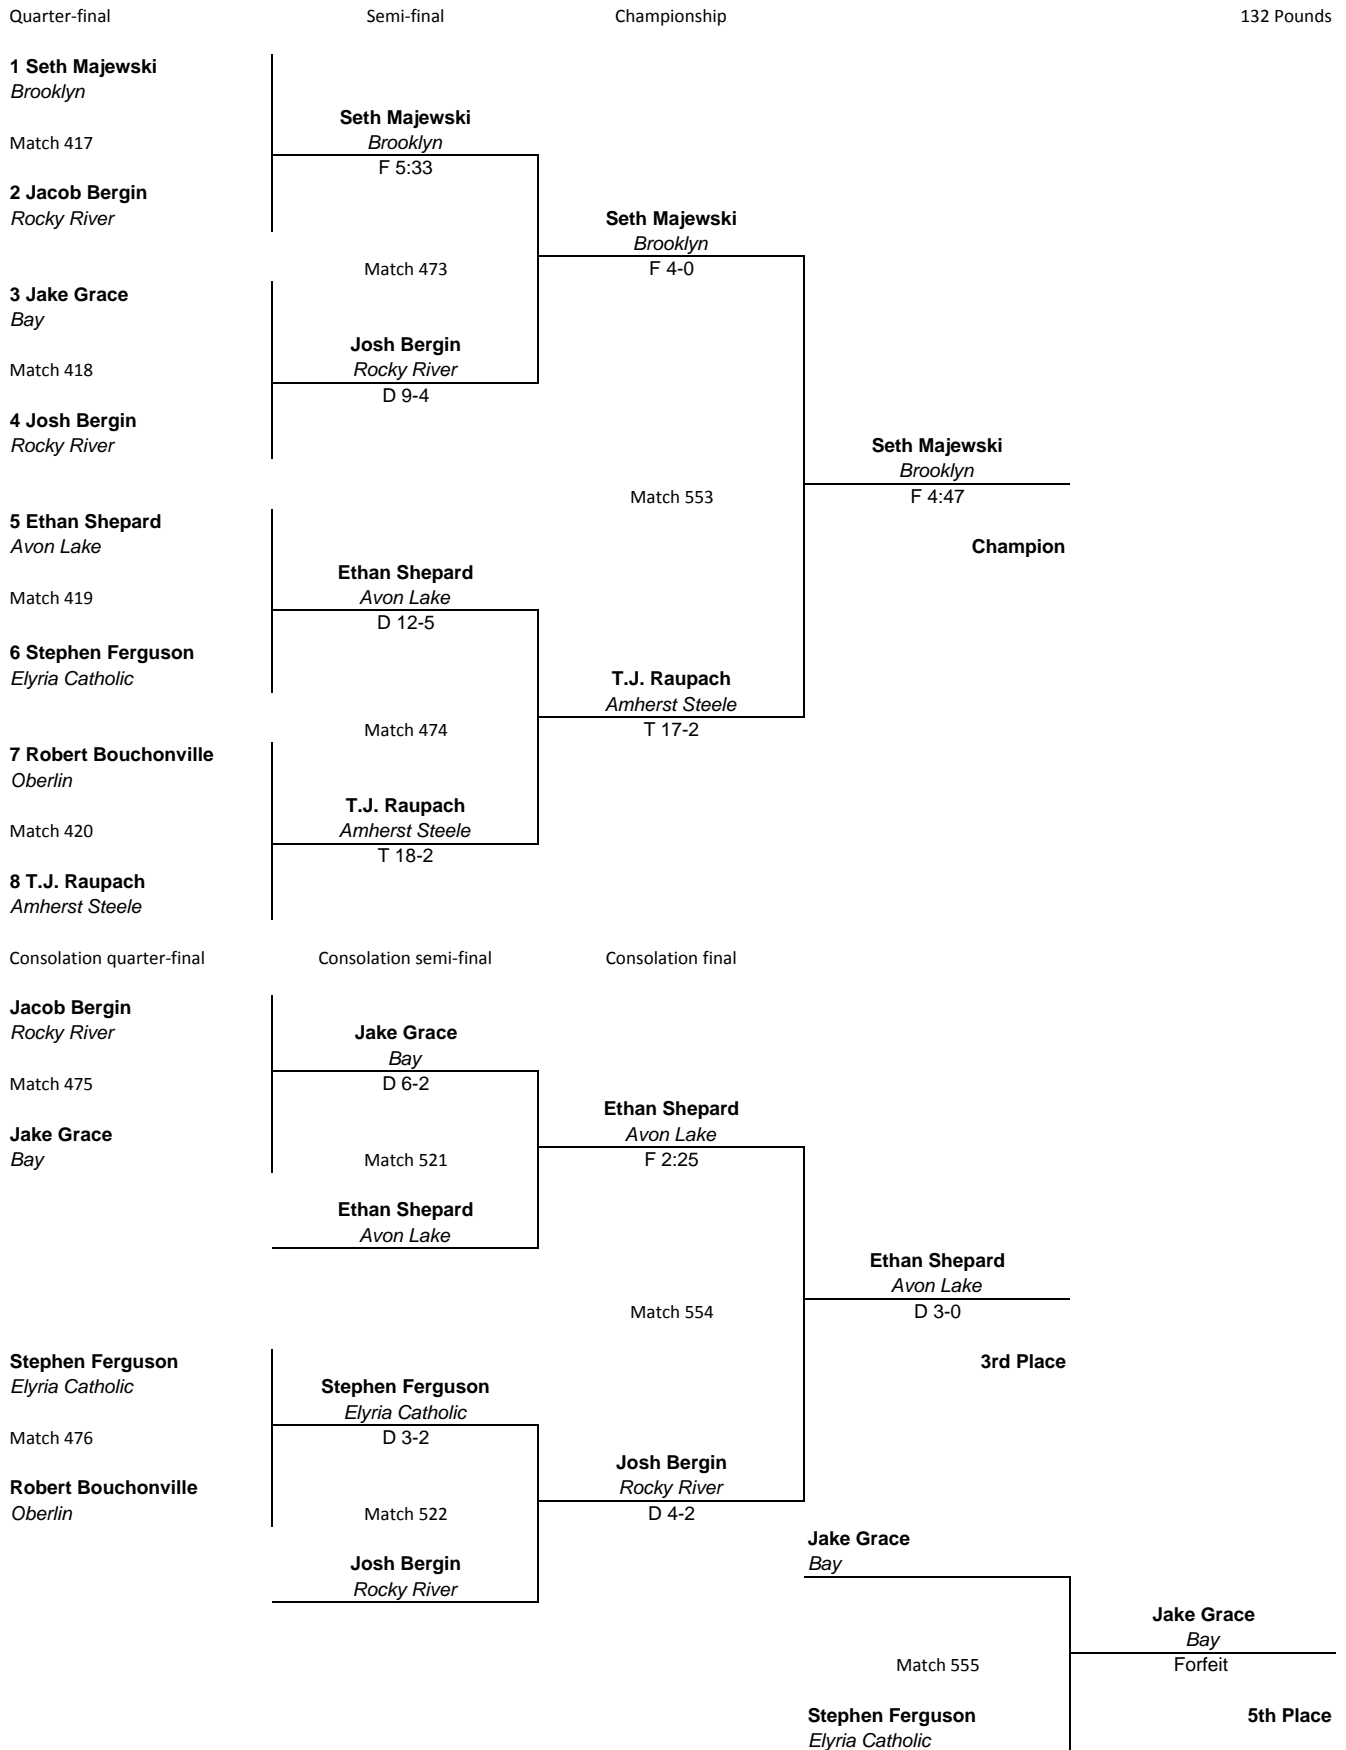 Quarter-final Semi-final Championship 132 Pounds
1 Seth Majewski
Brooklyn
Seth Majewski
Match 417 Brooklyn
F 5:33
2 Jacob Bergin
Rocky River Seth Majewski
Brooklyn
Match 473 F 4-0
3 Jake Grace
Bay
Josh Bergin
Match 418 Rocky River
D 9-4
4 Josh Bergin
Rocky River Seth Majewski
Brooklyn
Match 553 F 4:47
5 Ethan Shepard
Avon Lake Champion
Ethan Shepard
Match 419 Avon Lake
D 12-5
6 Stephen Ferguson
Elyria Catholic T.J. Raupach
Amherst Steele
Match 474 T 17-2
7 Robert Bouchonville
Oberlin
T.J. Raupach
Match 420 Amherst Steele
T 18-2
8 T.J. Raupach
Amherst Steele
Consolation quarter-final Consolation semi-final Consolation final
Jacob Bergin
Rocky River Jake Grace
Bay
Match 475 D 6-2
Ethan Shepard
Jake Grace Avon Lake
Bay Match 521 F 2:25
Ethan Shepard
Avon Lake
Ethan Shepard
Avon Lake
Match 554 D 3-0
Stephen Ferguson 3rd Place
Elyria Catholic Stephen Ferguson
Elyria Catholic
Match 476 D 3-2
Josh Bergin
Robert Bouchonville Rocky River
Oberlin Match 522 D 4-2
Jake Grace
Josh Bergin Bay
Rocky River
Jake Grace
Bay
Match 555 Forfeit
Stephen Ferguson 5th Place
Elyria Catholic